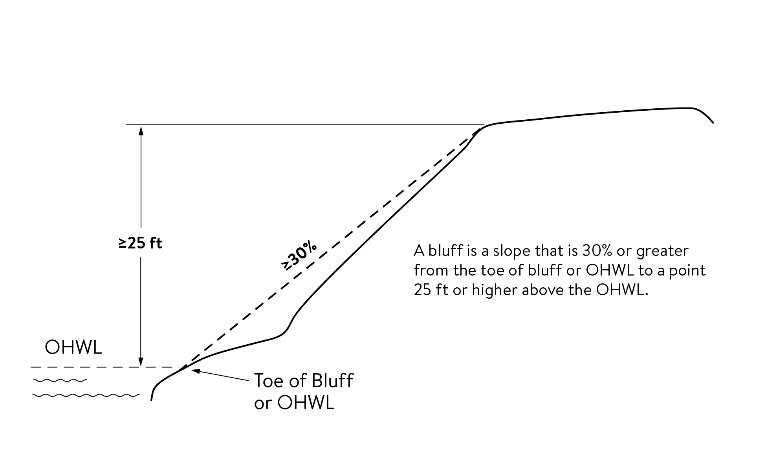 ≥25 ft
≥30%
A bluff is a slope that is 30% or greater
from the toe of bluff or OHWL to a point
25 ft or higher above the OHWL.
OHWL
Toe of Bluff
or OHWL